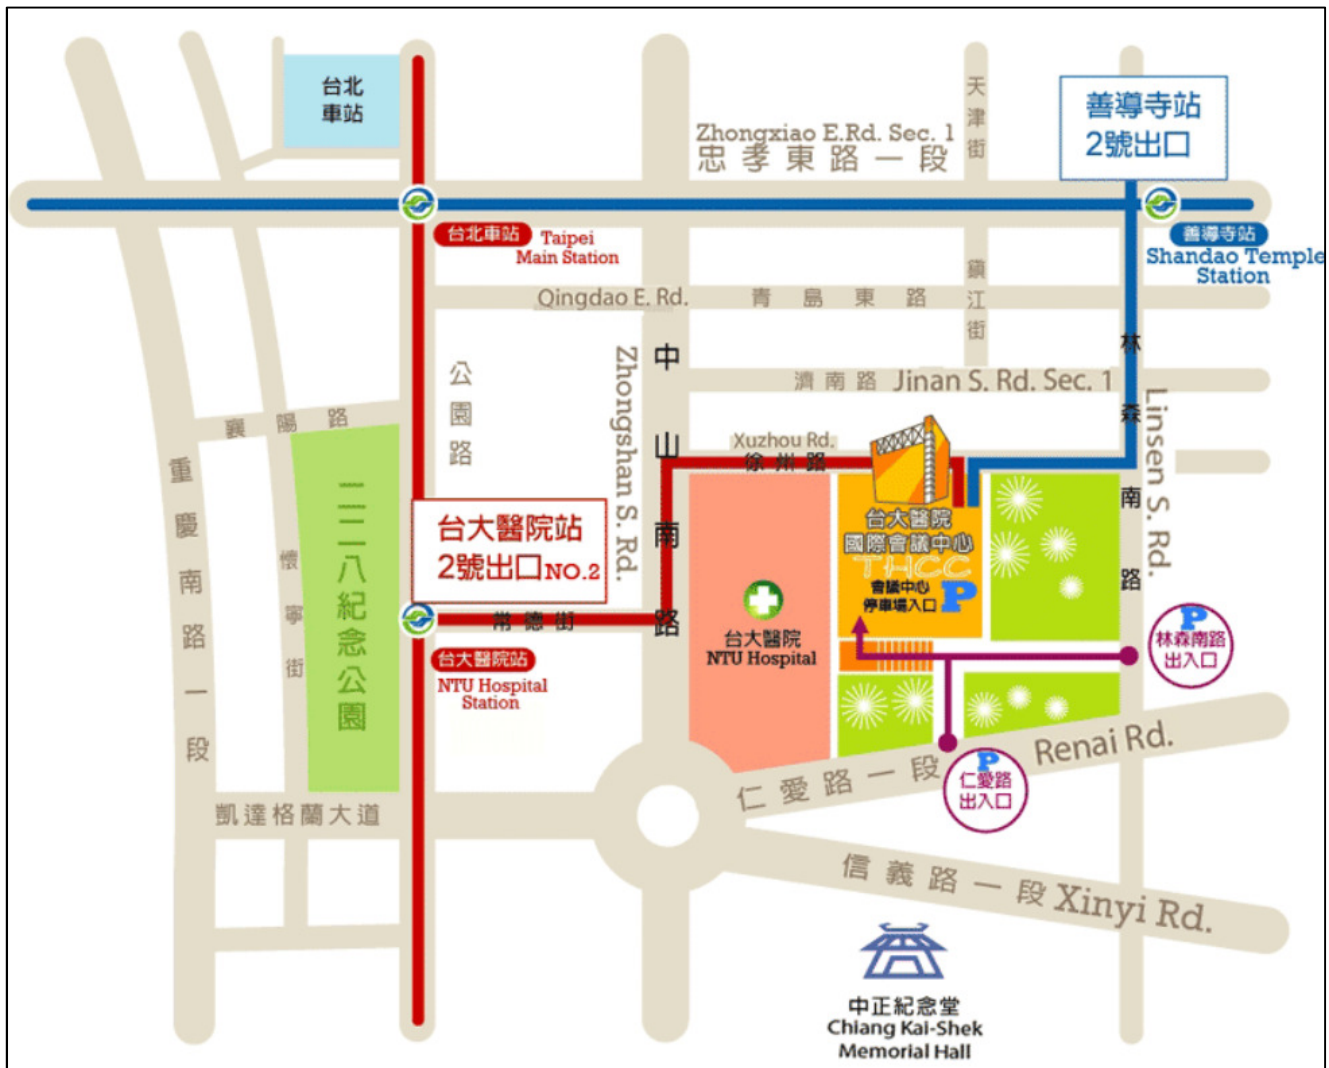 台北
車站
Zhongxiao E.Rd. Sec. 1
忠孝東路一段
天津街
善導寺站
2號出口
台北車站
Taipei
Main Station
善導寺站
Shandao Temple
Station
Qingdao E. Rd.
青島東路
鎮江街
公園路
Zhongshan S. Rd.
中山南路
濟南路 Jinan S. Rd. Sec. 1
林森南路
Linsen S. Rd.
襄陽路
Xuzhou Rd.
徐州路
重慶南路一段
二二八紀念公園
懷寧街
台大醫院站
2號出口NO.2
常德街
台大醫院站
NTU Hospital
Station
台大醫院
國際會議中心
THCC
會議中心
停車場入口 P
台大醫院
NTU Hospital
P
林森南路
出入口
P
仁愛路
出入口
仁愛路一段 Renai Rd.
凱達格蘭大道
信義路一段 Xinyi Rd.
中正紀念堂
Chiang Kai-Shek
Memorial Hall